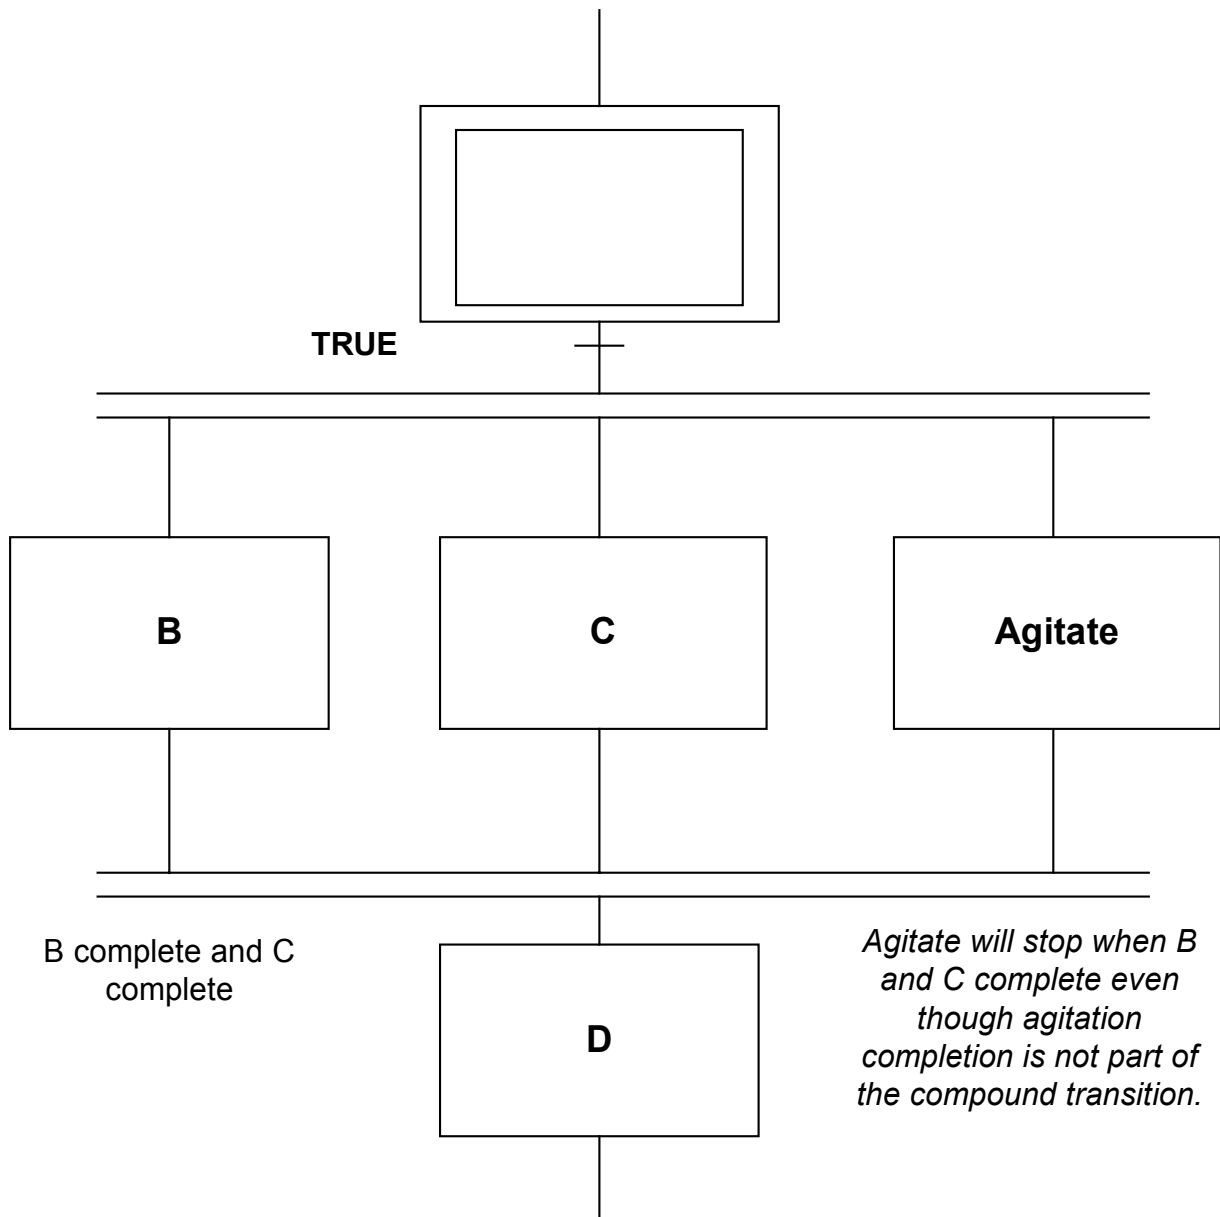 TRUE
B
C
Agitate
B complete and C
complete
D
Agitate will stop when B
and C complete even
though agitation
completion is not part of
the compound transition.